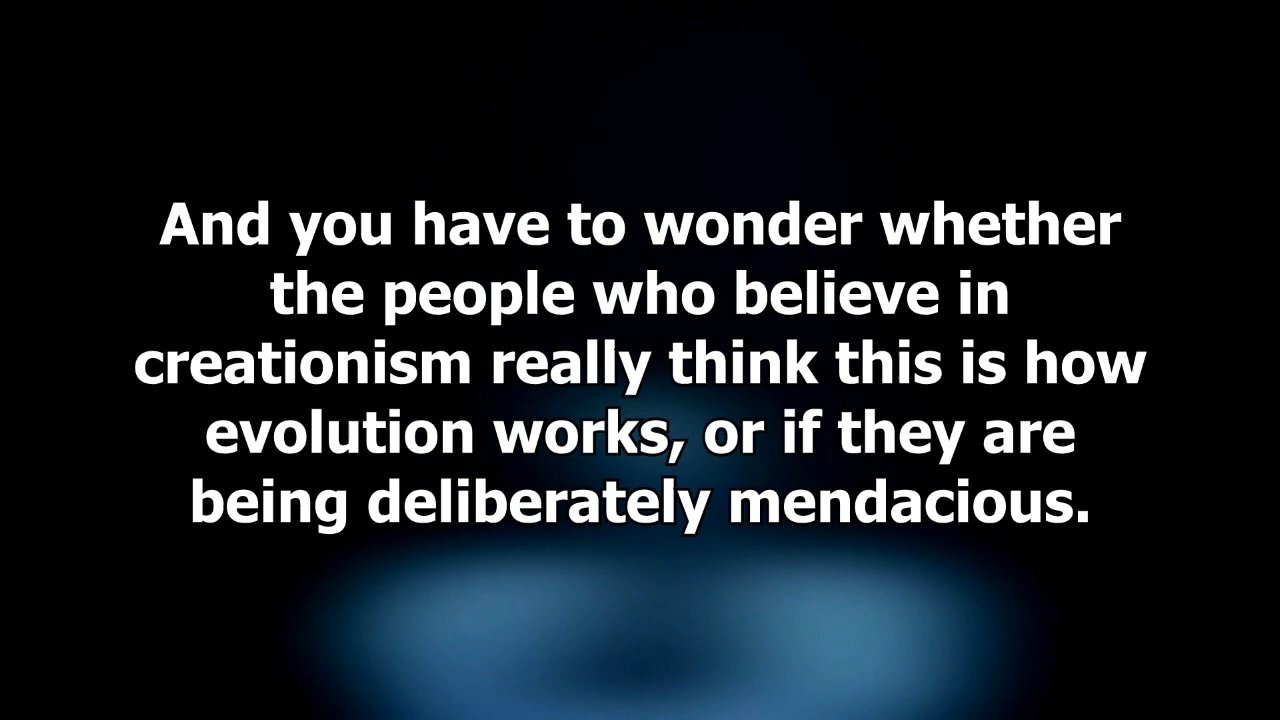 And you have to wonder whether
the people who believe in
creationism really think this is how
evolution works, or if they are
being deliberately mendacious.